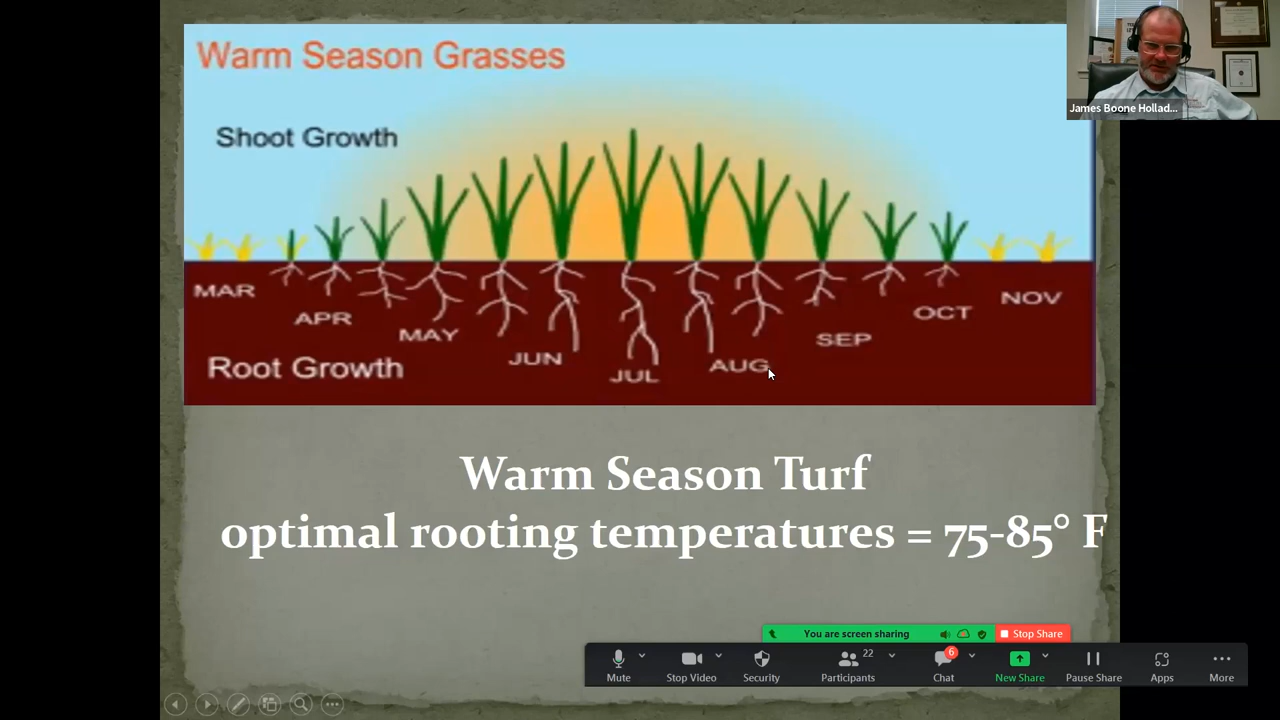 Warm Season Grasses
Shoot Growth
MAR
APR
MAY
JUN
JUL
AUG
SEP
OCT
NOV
Root Growth
Warm Season Turf
optimal rooting temperatures = 75-85° F
James Boone Hollad...
You are screen sharing
Stop Share
Mute
Stop Video
Security
Participants
22
Chat
6
New Share
Pause Share
Apps
More